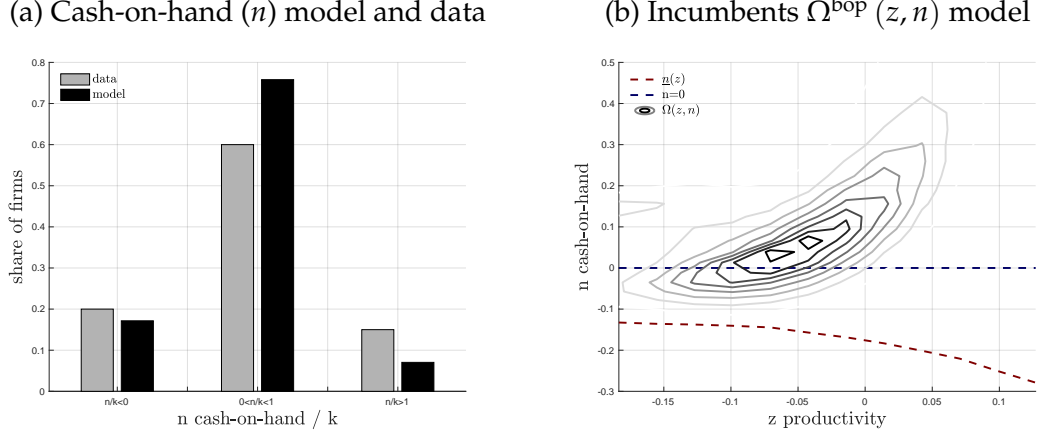 (a) Cash-on-hand (n) model and data
0.8
0.7
0.6
0.5
0.4
0.3
0.2
0.1
0
share of firms
data
model
n/k<0
0<n/k<1
n/k>1
n cash-on-hand / k
(b) Incumbents Ω^bop (z, n) model
0.5
0.4
0.3
0.2
0.1
0
-0.1
-0.2
-0.3
n cash-on-hand
n(z)
n=0
Ω(z, n)
-0.15
-0.1
-0.05
0
0.05
0.1
z productivity